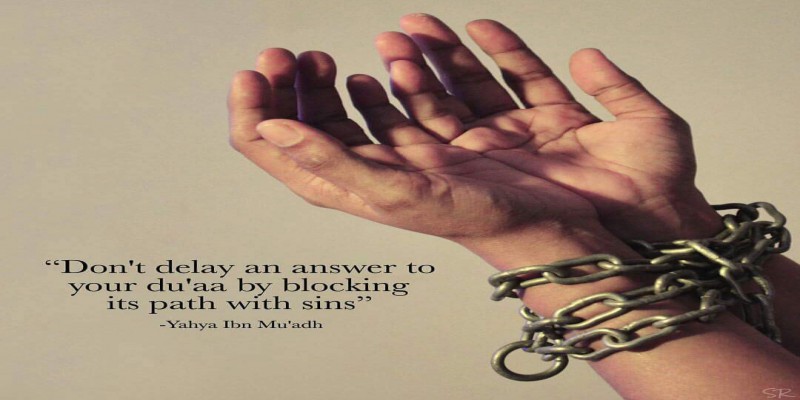 “Don't delay an answer to
your du'aa by blocking
its path with sins”
-Yahya Ibn Mu'adh
SR